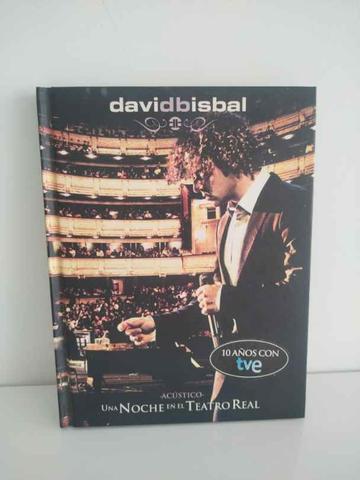 davidbisbal
10 AÑOS CON
tve
-ACÚSTICO-
UNA NOCHE EN EL TEATRO REAL